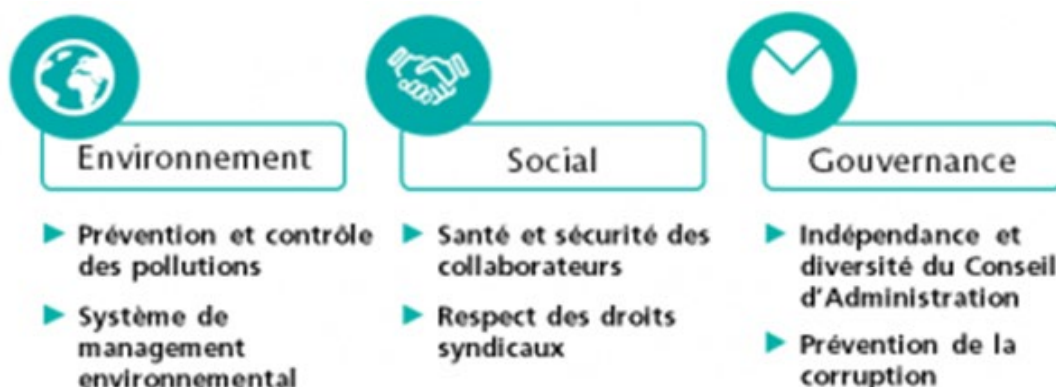 Environnement
Prévention et contrôle
des pollutions
Système de
management
environnemental
Social
Santé et sécurité des
collaborateurs
Respect des droits
syndicaux
Gouvernance
Indépendance et
diversité du Conseil
d'Administration
Prévention de la
corruption